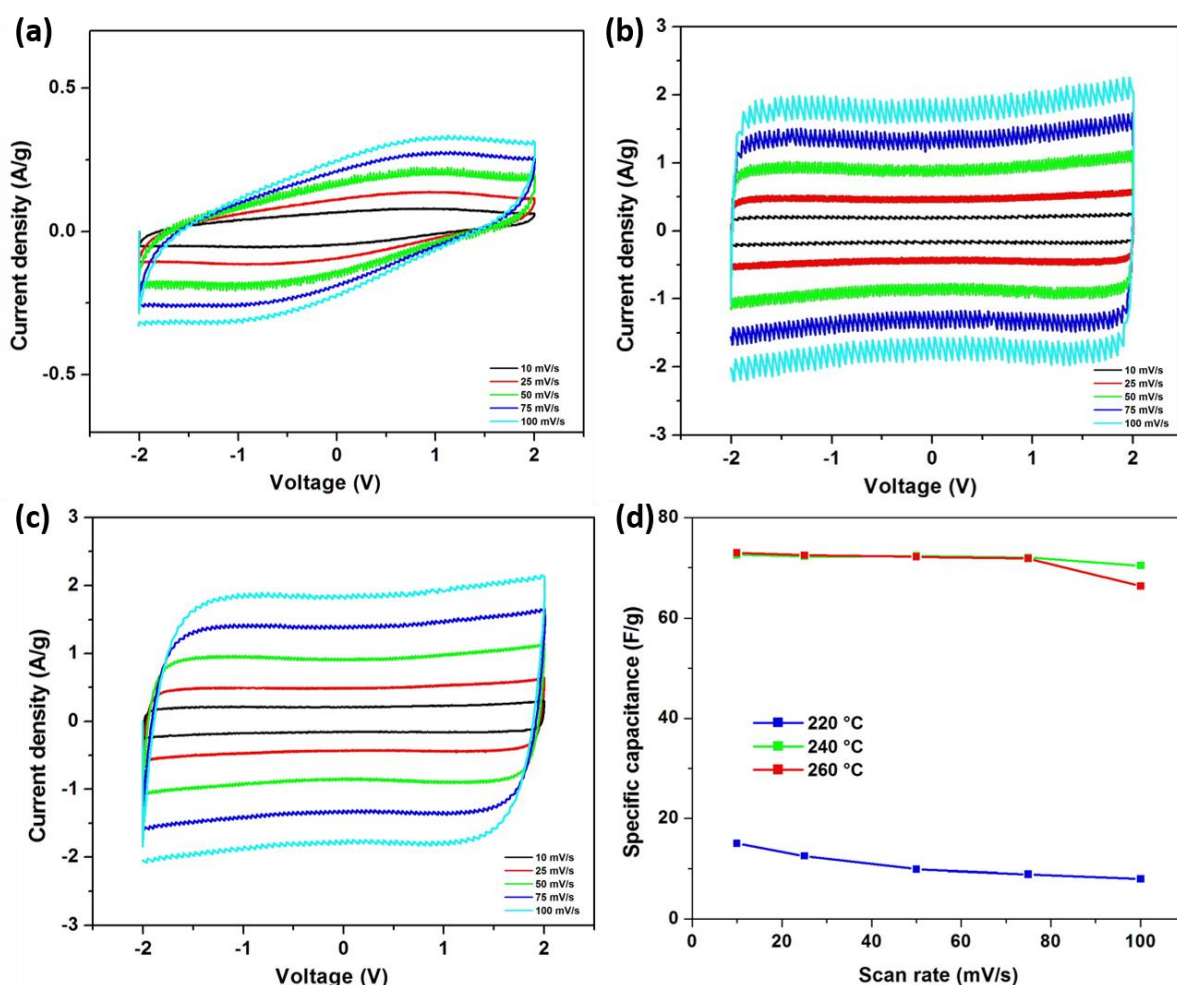 (a)
0.5
0.0
-0.5
Current density (A/g)
10 mV/s
25 mV/s
50 mV/s
75 mV/s
100 mV/s
-2 -1 0 1 2
Voltage (V)
(b)
3
2
1
0
-1
-2
-3
Current density (A/g)
10 mV/s
25 mV/s
50 mV/s
75 mV/s
100 mV/s
-2 -1 0 1 2
Voltage (V)
(c)
3
2
1
0
-1
-2
-3
Current density (A/g)
10 mV/s
25 mV/s
50 mV/s
75 mV/s
100 mV/s
-2 -1 0 1 2
Voltage (V)
(d)
80
60
40
20
0
Specific capacitance (F/g)
220 °C
240 °C
260 °C
0 20 40 60 80 100
Scan rate (mV/s)